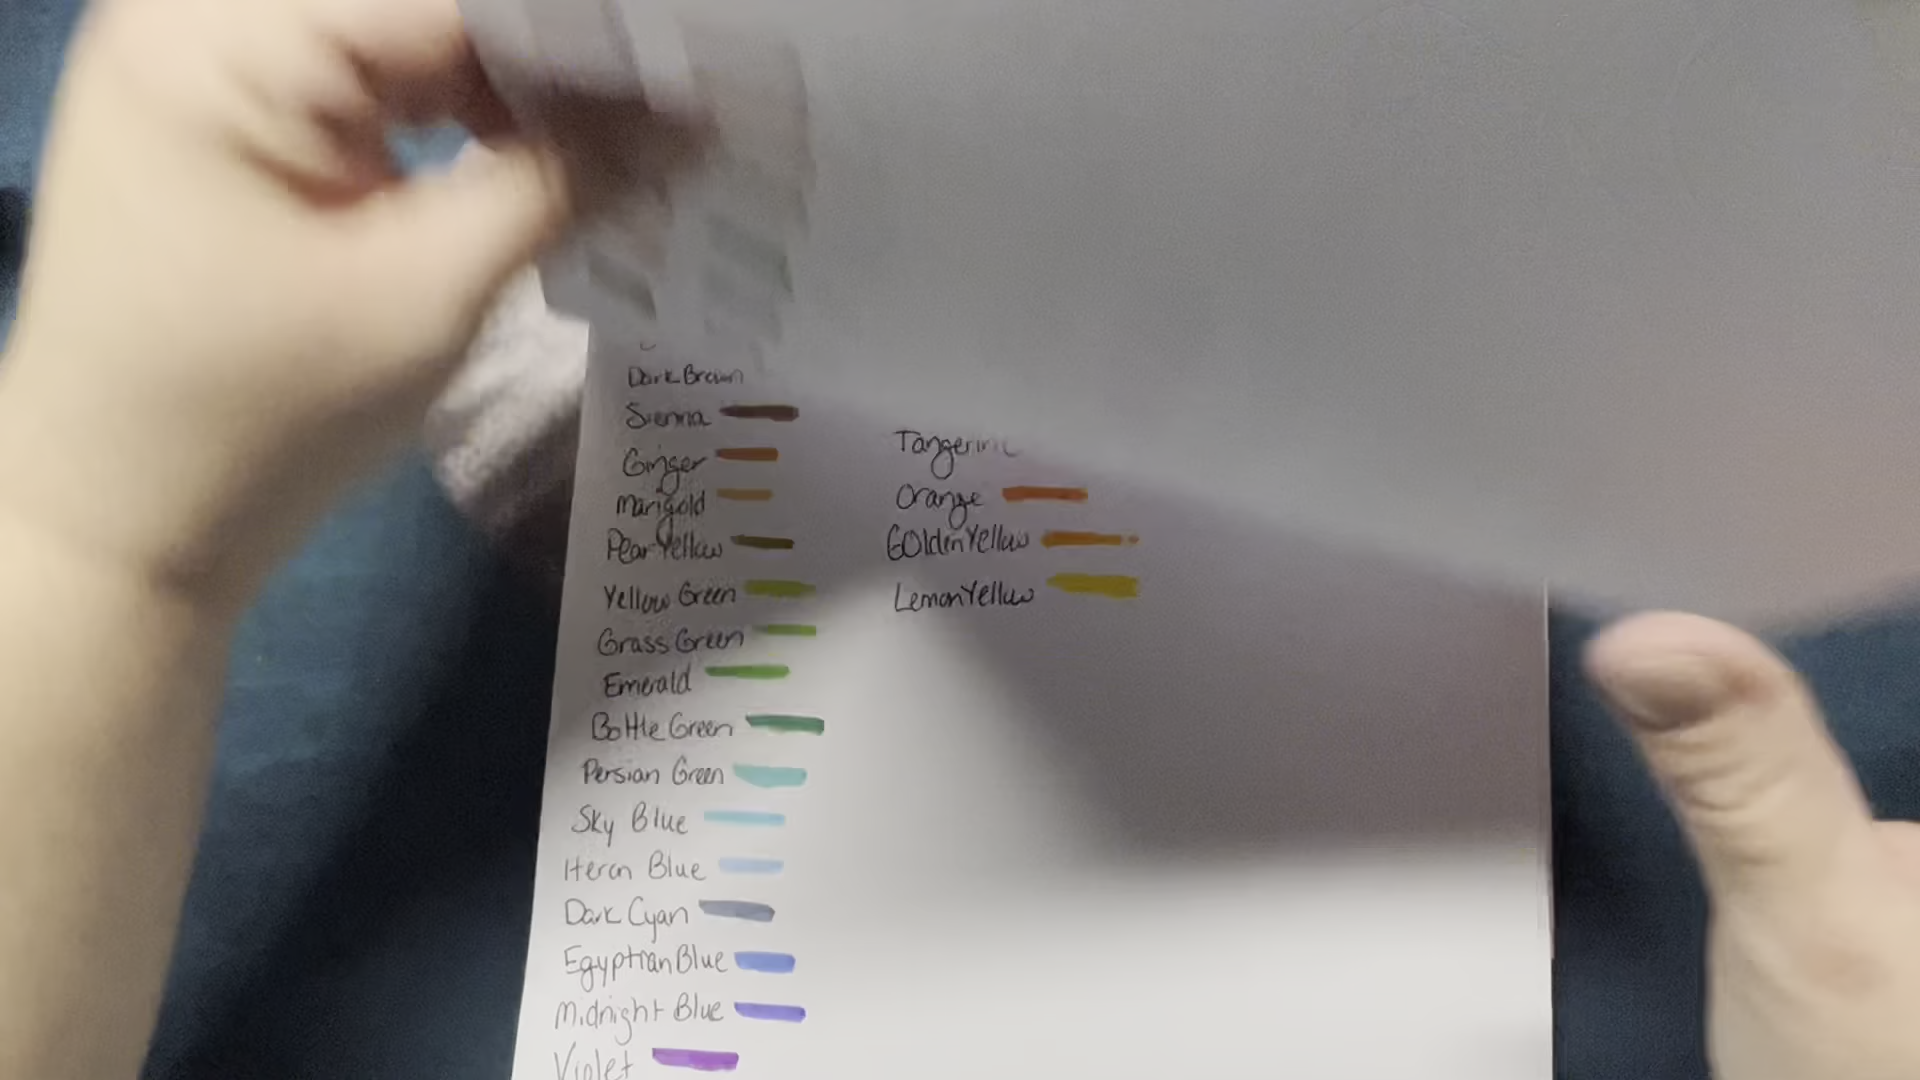 Dark Brown
Sienna
Ginger
Marigold
Pear Yellow
Yellow Green
Grass Green
Emerald
Bottle Green
Persian Green
Sky Blue
Heron Blue
Dark Cyan
Egyptian Blue
Midnight Blue
Violet
Tangerine
Orange
GOlden Yellow
Lemon Yellow